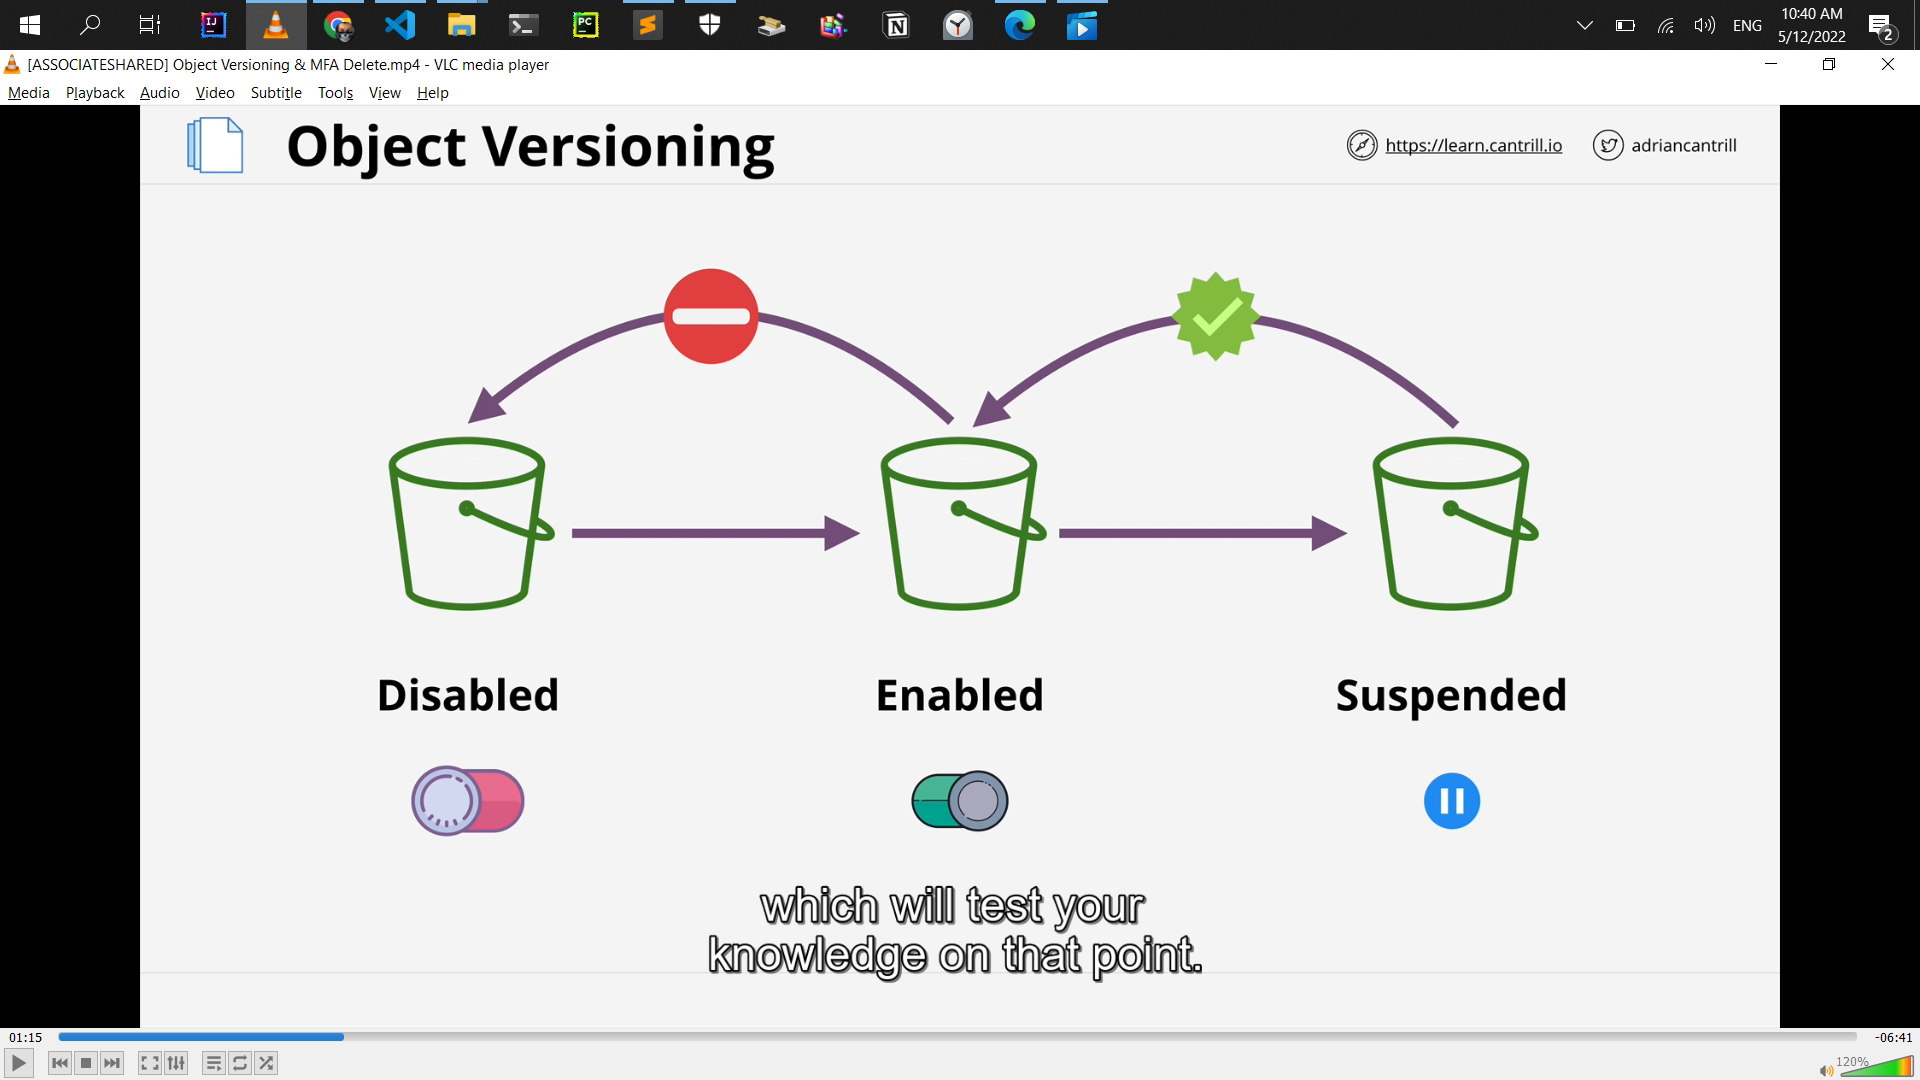 IJ
PC
N
ENG
10:40 AM
5/12/2022
2
[ASSOCIATESHARED] Object Versioning & MFA Delete.mp4 - VLC media player
Media Playback Audio Video Subtitle Tools View Help
Object Versioning
https://learn.cantrill.io
adriancantrill
Disabled
Enabled
Suspended
which will test your
knowledge on that point.
01:15
-06:41
120%